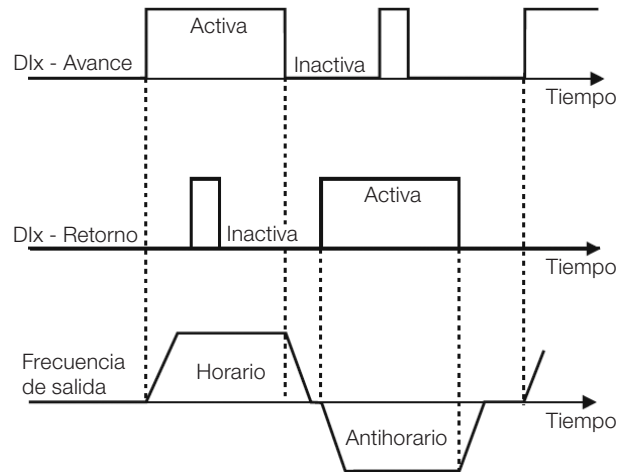 Activa
DIx - Avance
Inactiva
Tiempo
Activa
DIx - Retorno
Inactiva
Tiempo
Frecuencia
de salida
Horario
Tiempo
Antihorario